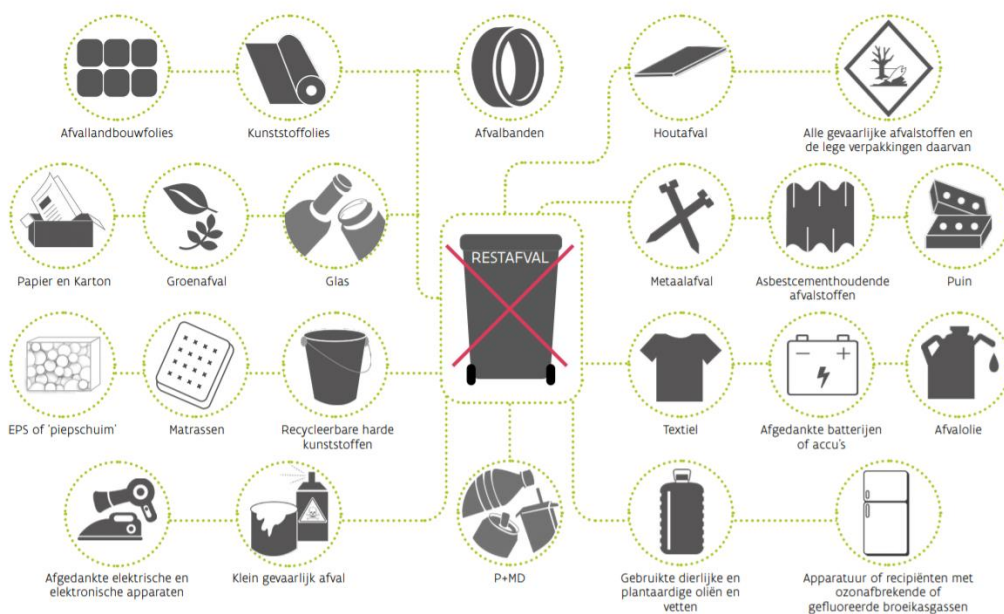 Afvallandbouwfolies
Kunststoffolies
Afvalbanden
Houtafval
Alle gevaarlijke afvalstoffen en
de lege verpakkingen daarvan
Papier en Karton
Groenafval
Glas
RESTAFVAL
Metaalafval
Asbestcementhoudende
afvalstoffen
Puin
EPS of 'piepschuim'
Matrassen
Recycleerbare harde
kunststoffen
Textiel
Afgedankte batterijen
of accu's
Afvalolie
Afgedankte elektrische en
elektronische apparaten
Klein gevaarlijk afval
P+MD
Gebruikte dierlijke en
plantaardige oliën en
vetten
Apparatuur of recipiënten met
ozonafbrekende of
gefluoreerde broeikasgassen